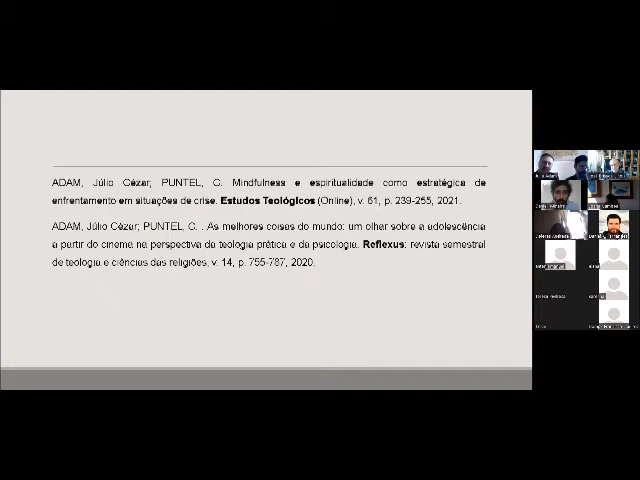 ADAM, Júlio Cézar; PUNTEL, C. Mindfulness e espiritualidade como estratégica de
enfrentamento em situações de crise. Estudos Teológicos (Online), v. 61, p. 239-255, 2021.
ADAM, Júlio Cézar; PUNTEL, C. . As melhores coisas do mundo: um olhar sobre a adolescência
a partir do cinema na perspectiva da teologia prática e da psicologia. Reflexus: revista semestral
de teologia e ciências das religiões, v. 14, p. 755-787, 2020.